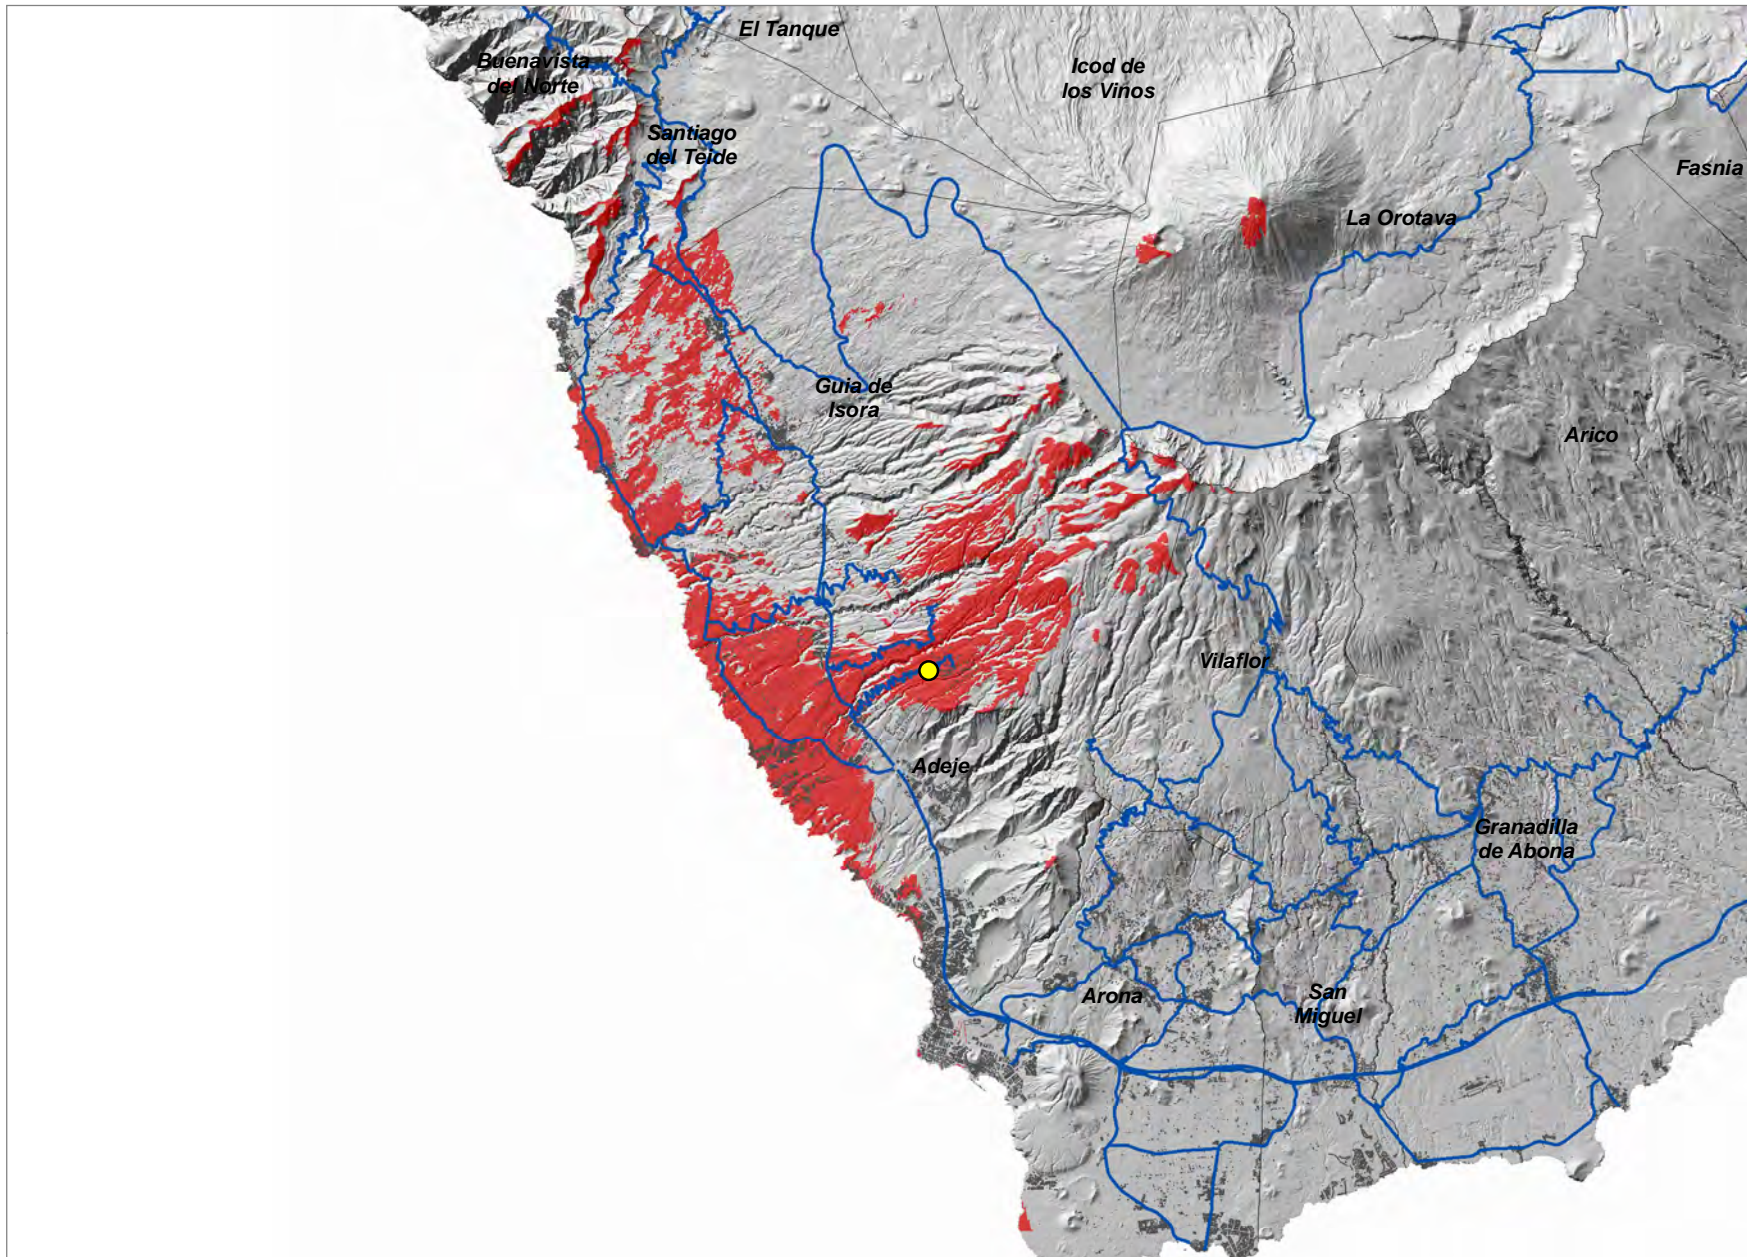 El Tanque
Buenavista
del Norte
Icod de
los Vinos
Santiago
del Teide
Fasnia
La Orotava
Guia de
Isora
Arico
Vilaflor
Adeje
Granadilla
de Abona
Arona
San
Miguel